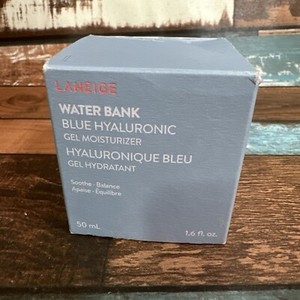 LANEIGE
WATER BANK
BLUE HYALURONIC
GEL MOISTURIZER
HYALURONIQUE BLEU
GEL HYDRATANT
Soothe · Balance
Apaise · Équilibre
50 mL
1.6 fl. oz.